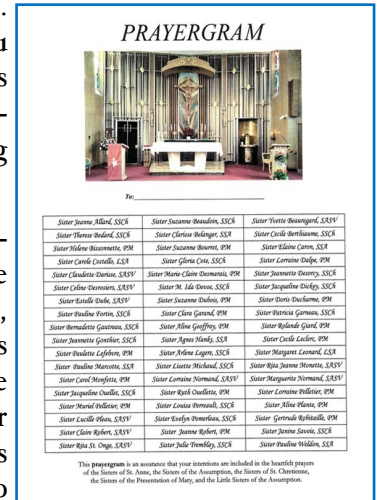 .
u
s
-
g
-
e
,
s
e
r
s
o
PRAYERGRAM
To:
Sister Jeanne Allard, SSCh Sister Suzanne Beaudoin, SSCh Sister Yvette Beauregard, SASV
Sister Therese Bedard, SSCh Sister Clarisse Belanger, SSA Sister Cecile Berthiaume, SSCh
Sister Helene Bissonnette, PM Sister Suzanne Bourret, PM Sister Elaine Caron, SSA
Sister Carole Costello, LSA Sister Gloria Cote, SSCh Sister Lorraine Delpe, PM
Sister Claudette Darisse, SASV Sister Marie-Claire Desmarais, PM Sister Jeannette Dezorcy, SSCh
Sister Celine Desrosiers, SASV Sister M. Ida Devoe, SSCh Sister Jacqueline Dickey, SSCh
Sister Estelle Dube, SASV Sister Suzanne Dubois, PM Sister Doris Ducharme, PM
Sister Pauline Fortin, SSCh Sister Clara Garand, PM Sister Patricia Garneau, SSCh
Sister Bernadette Gautreau, SSCh Sister Aline Geoffroy, PM Sister Rolande Giard, PM
Sister Jeannette Gonthier, SSCh Sister Agnes Hanky, SSA Sister Cecile Leclerc, PM
Sister Paulette Lefebvre, PM Sister Arlene Legere, SSCh Sister Margaret Leonard, LSA
Sister Pauline Marcotte, SSA Sister Lisette Michaud, SSCh Sister Rita Jeanne Monette, SASV
Sister Carol Monfette, PM Sister Lorraine Normand, SASV Sister Marguerite Normand, SASV
Sister Jacqueline Ouellet, SSCh Sister Ruth Ouellette, PM Sister Lorraine Pelletier, PM
Sister Muriel Pelletier, PM Sister Louisa Perreault, SSCh Sister Aline Plante, PM
Sister Lucille Pleau, SASV Sister Evelyn Pomerleau, SSCh Sister Gertrude Robitaille, PM
Sister Claire Robert, SASV Sister Jeanne Robert, PM Sister Janine Savoie, SSCh
Sister Rita St. Onge, SASV Sister Julie Tremblay, SSCh Sister Pauline Weldon, SSA
This prayergram is an assurance that your intentions are included in the heartfelt prayers
of the Sisters of St. Anne, the Sisters of the Assumption, the Sisters of St. Chretienne,
the Sisters of the Presentation of Mary, and the Little Sisters of the Assumption.